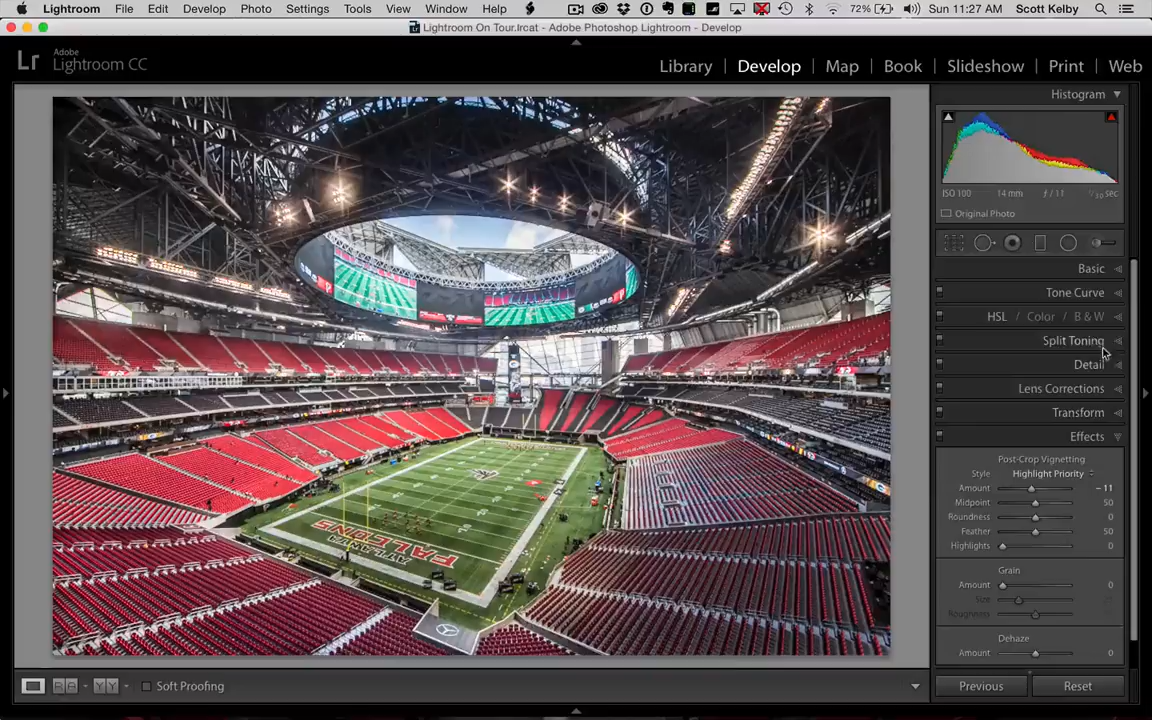 Lightroom File Edit Develop Photo Settings Tools View Window Help 72% Sun 11:27 AM Scott Kelby
Lightroom On Tour.lrcat - Adobe Photoshop Lightroom - Develop
Lr Adobe Lightroom CC
Library | Develop | Map | Book | Slideshow | Print | Web
Histogram
ISO 100 14 mm ƒ / 11
Original Photo
Basic
Tone Curve
HSL / Color / B & W
Split Toning
Detail
Lens Corrections
Transform
Effects
Post-Crop Vignetting
Style Highlight Priority
Amount − 11
Midpoint 50
Roundness 0
Feather 50
Highlights 0
Grain
Amount 0
Size
Roughness
Dehaze
Amount 0
ATLANTA
FALCONS
Soft Proofing
Previous Reset